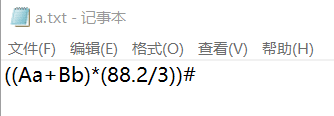 a.txt - 记事本
文件(F) 编辑(E) 格式(O) 查看(V) 帮助(H)
((Aa+Bb)*(88.2/3))#